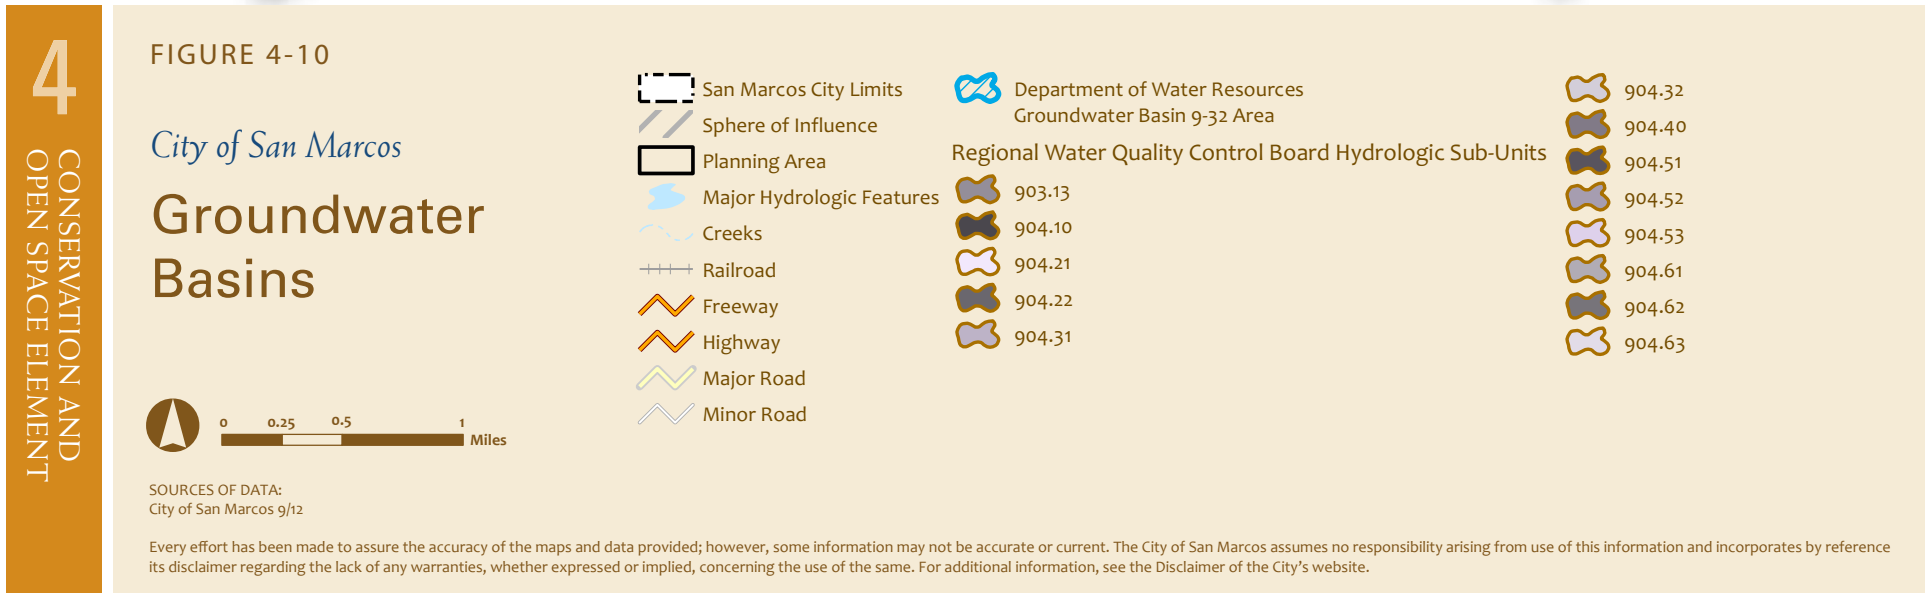 4
CONSERVATION AND
OPEN SPACE ELEMENT
FIGURE 4-10
City of San Marcos
Groundwater
Basins
0 0.25 0.5 1
Miles
SOURCES OF DATA:
City of San Marcos 9/12
San Marcos City Limits
Sphere of Influence
Planning Area
Major Hydrologic Features
Creeks
Railroad
Freeway
Highway
Major Road
Minor Road
Department of Water Resources
Groundwater Basin 9-32 Area
Regional Water Quality Control Board Hydrologic Sub-Units
903.13
904.10
904.21
904.22
904.31
904.32
904.40
904.51
904.52
904.53
904.61
904.62
904.63
Every effort has been made to assure the accuracy of the maps and data provided; however, some information may not be accurate or current. The City of San Marcos assumes no responsibility arising from use of this information and incorporates by reference
its disclaimer regarding the lack of any warranties, whether expressed or implied, concerning the use of the same. For additional information, see the Disclaimer of the City's website.